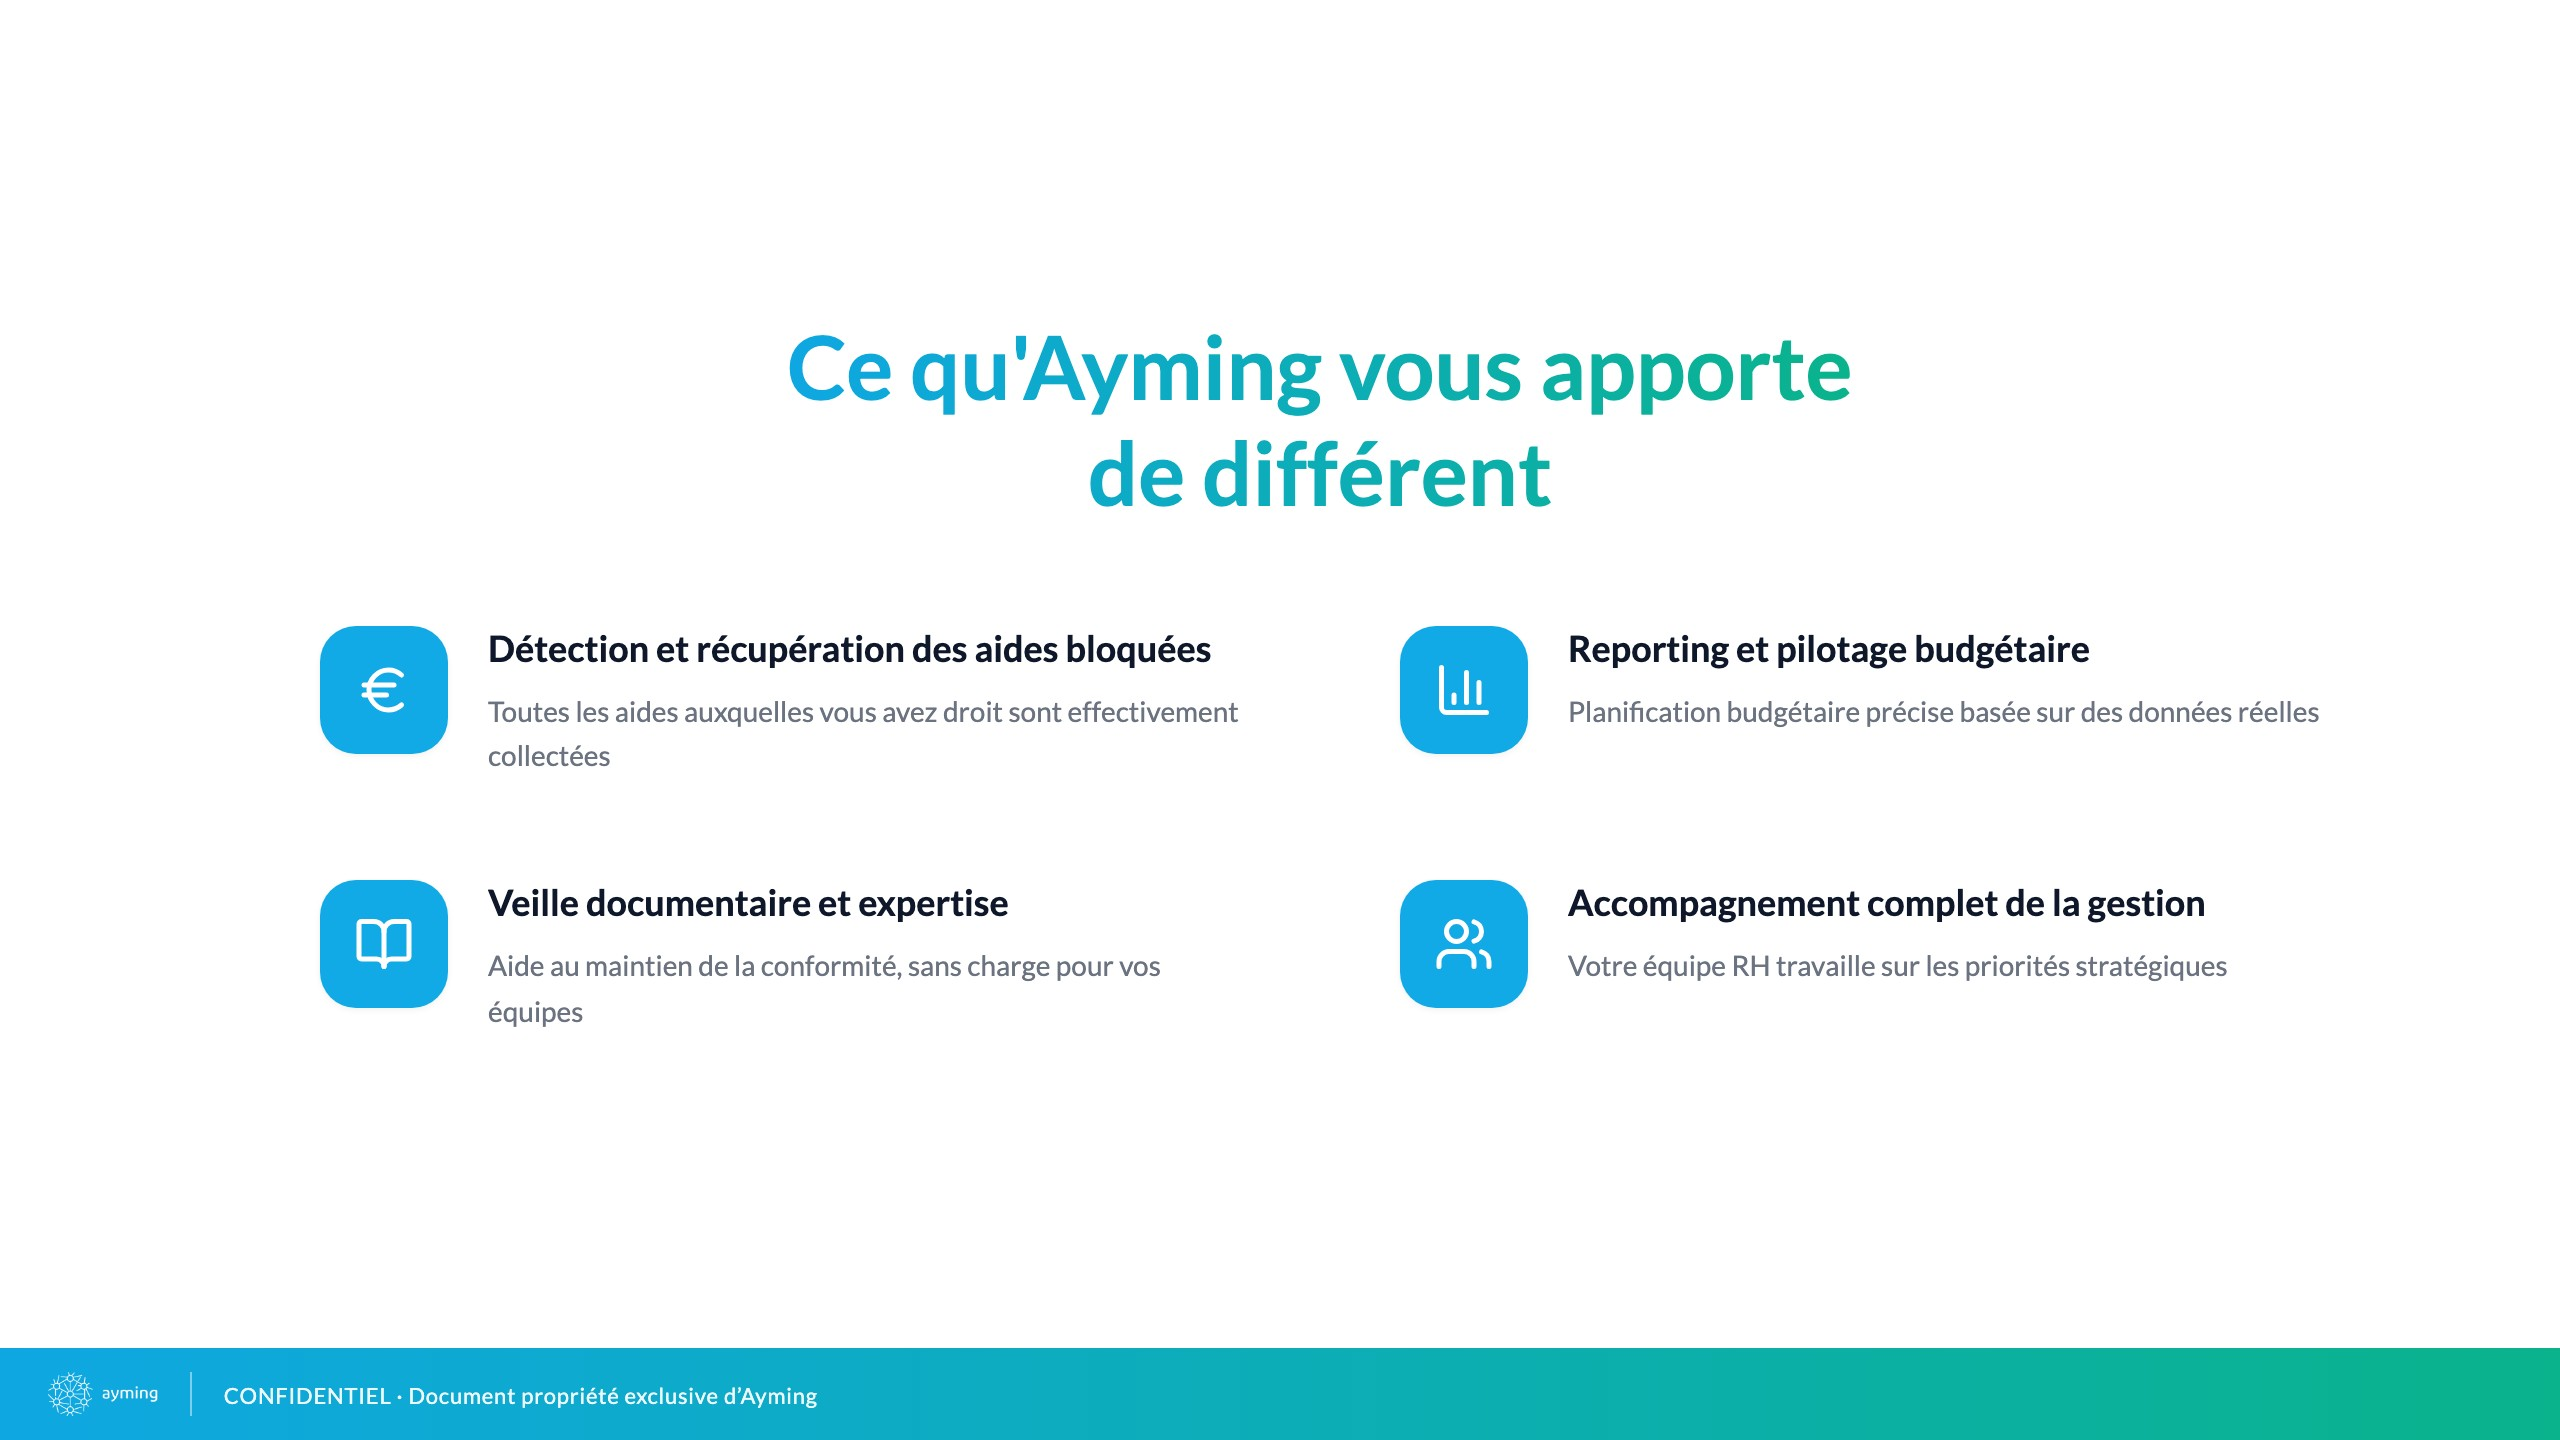 Ce qu'Ayming vous apporte
de différent
Détection et récupération des aides bloquées
Toutes les aides auxquelles vous avez droit sont effectivement
collectées
Reporting et pilotage budgétaire
Planification budgétaire précise basée sur des données réelles
Veille documentaire et expertise
Aide au maintien de la conformité, sans charge pour vos
équipes
Accompagnement complet de la gestion
Votre équipe RH travaille sur les priorités stratégiques
ayming
CONFIDENTIEL · Document propriété exclusive d’Ayming